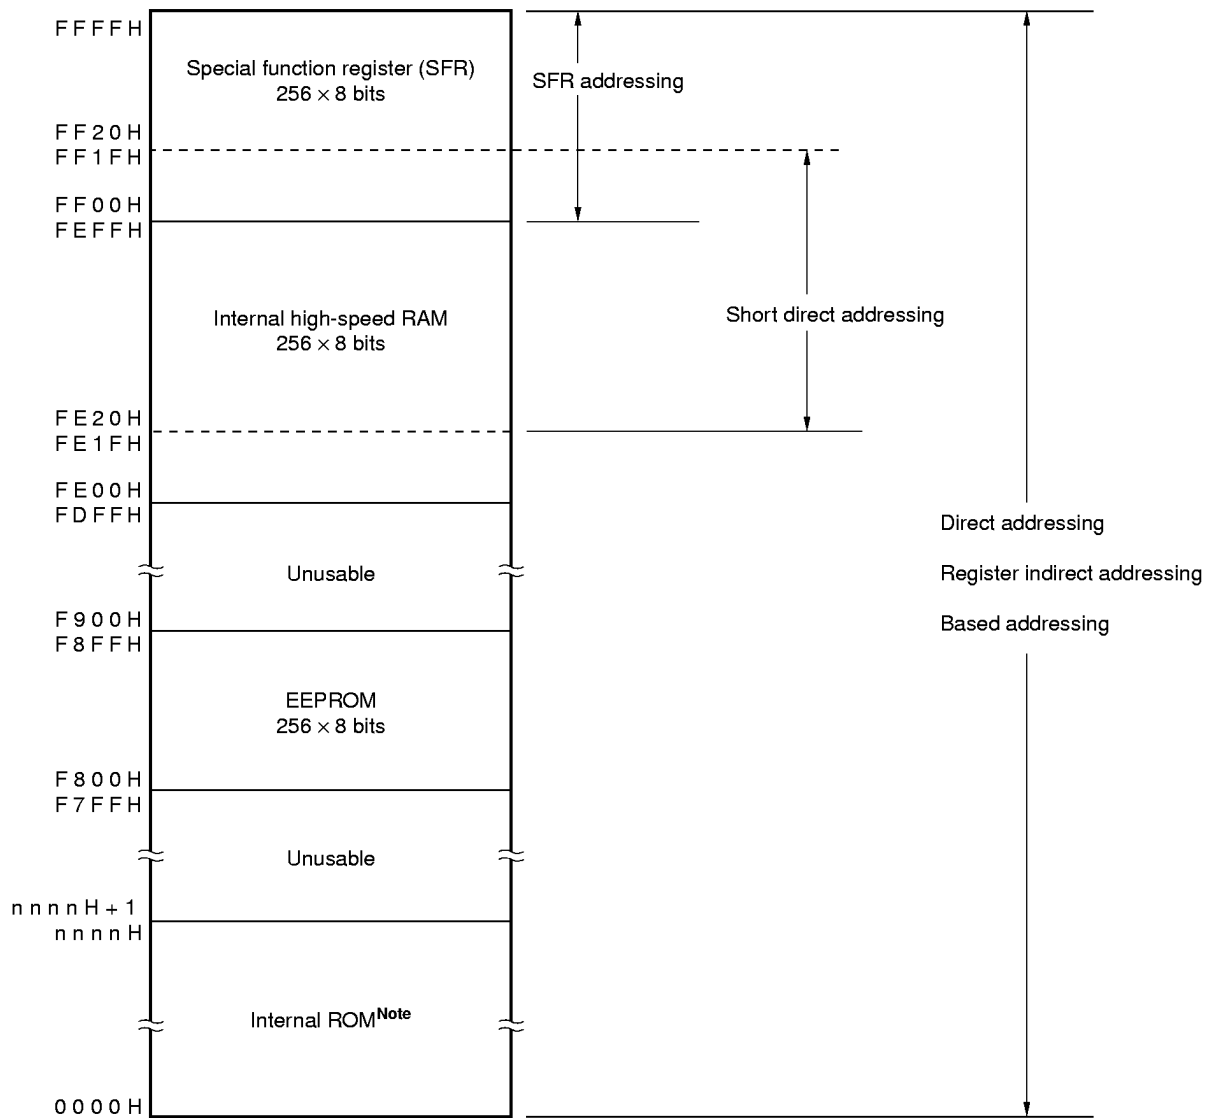 FFFFH
Special function register (SFR)
256 × 8 bits
SFR addressing
FF20H
FF1FH
FF00H
FEFFH
Internal high-speed RAM
256 × 8 bits
Short direct addressing
FE20H
FE1FH
FE00H
FDFFH
Direct addressing
Register indirect addressing
Based addressing
Unusable
F900H
F8FFH
EEPROM
256 × 8 bits
F800H
F7FFH
Unusable
nnnnH + 1
nnnnH
Internal ROMNote
0000H